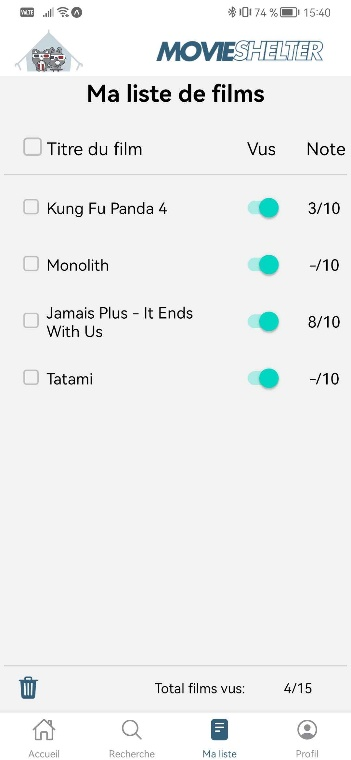 VoLTE 74 % 15:40
MOVIESHELTER
Ma liste de films
Titre du film Vus Note
Kung Fu Panda 4 3/10
Monolith -/10
Jamais Plus - It Ends
With Us 8/10
Tatami -/10
Total films vus: 4/15
Accueil Recherche Ma liste Profil